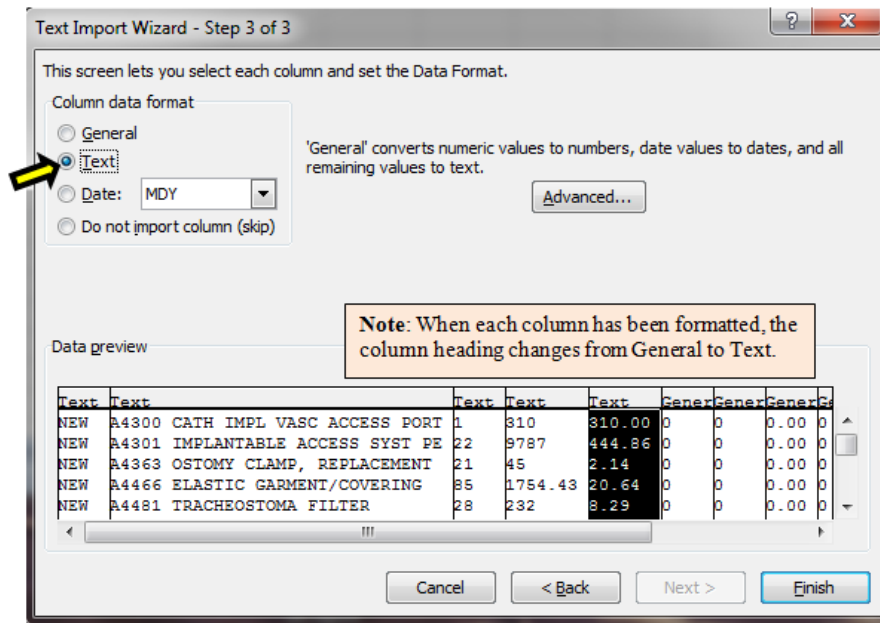 Text Import Wizard - Step 3 of 3
This screen lets you select each column and set the Data Format.
Column data format
General
Text
Date: MDY
Do not import column (skip)
'General' converts numeric values to numbers, date values to dates, and all
remaining values to text.
Advanced...
Note: When each column has been formatted, the
column heading changes from General to Text.
Data preview
Text Text Text Text Text GenerGenerGenerGe
NEW A4300 CATH IMPL VASC ACCESS PORT 1 310 310.00 0 0 0.00 0
NEW A4301 IMPLANTABLE ACCESS SYST PE 22 9787 444.86 0 0 0.00 0
NEW A4363 OSTOMY CLAMP, REPLACEMENT 21 45 2.14 0 0 0.00 0
NEW A4466 ELASTIC GARMENT/COVERING 85 1754.43 20.64 0 0 0.00 0
NEW A4481 TRACHEOSTOMA FILTER 28 232 8.29 0 0 0.00 0
Cancel < Back Next > Finish